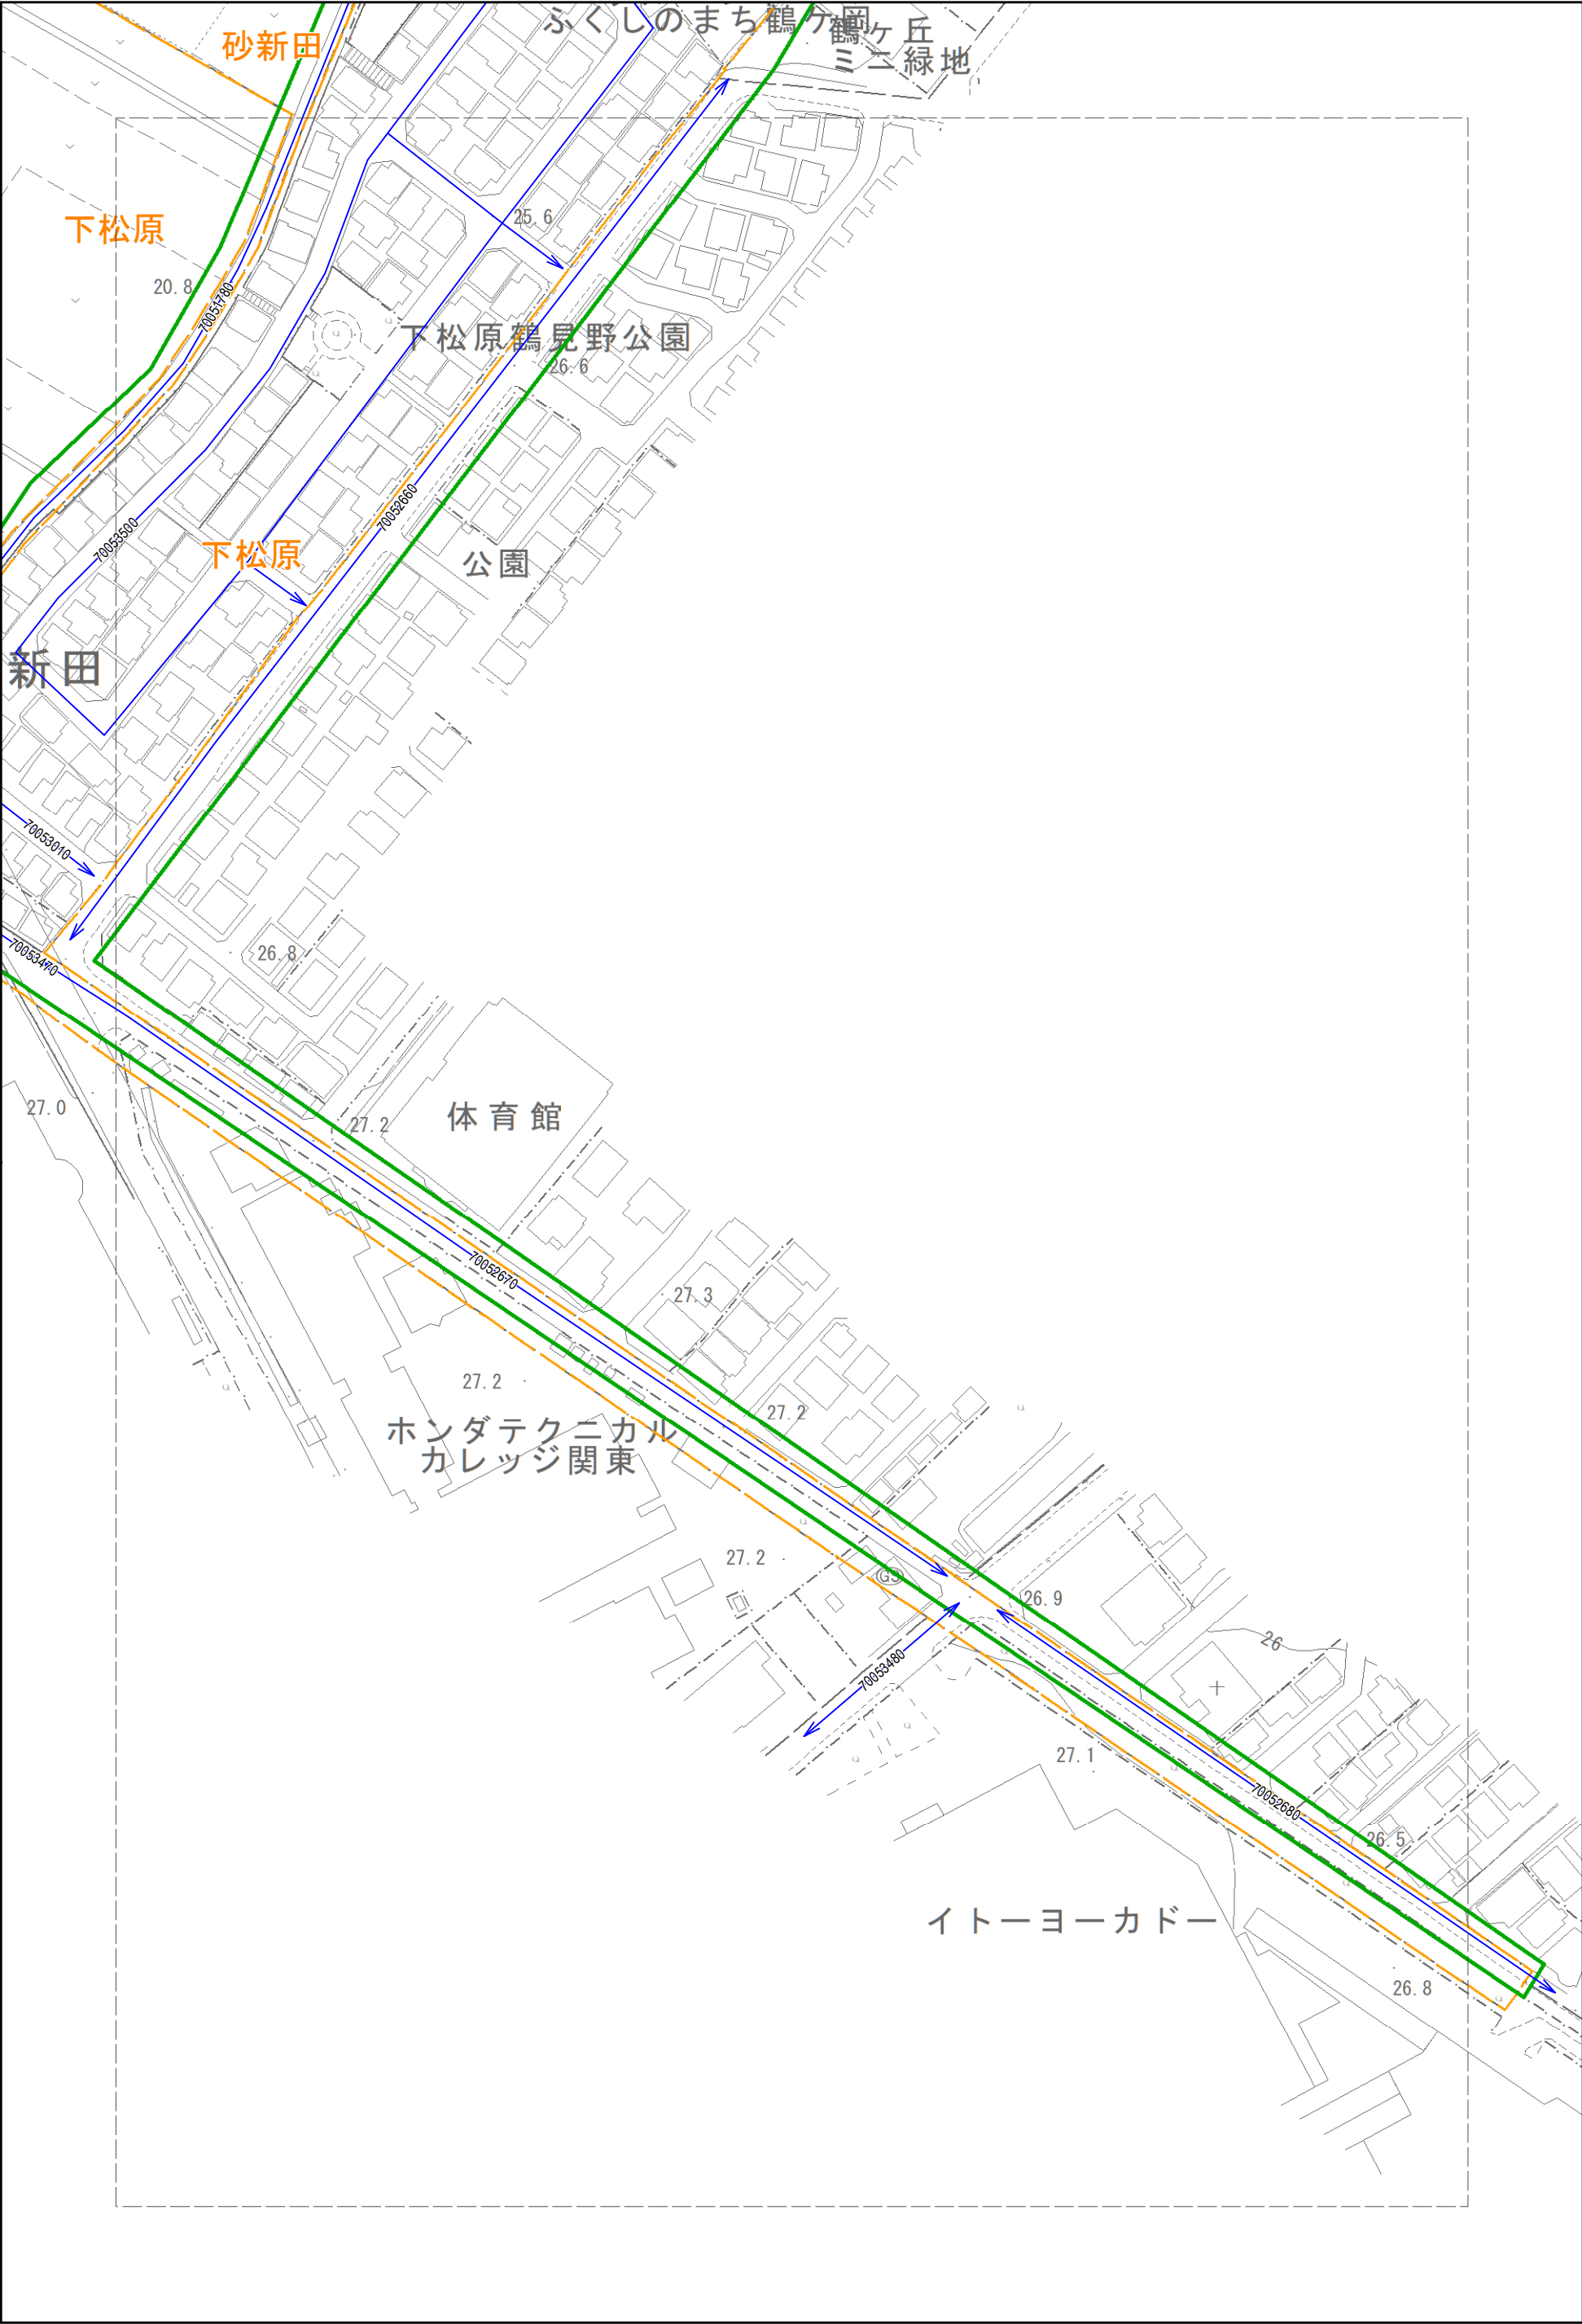 ふくしのまち鶴ケ岡
鶴ケ丘
ミニ緑地
砂新田
下松原
25.6
20.8
70051780
下松原鶴見野公園
26.6
70052660
70053500
下松原
公園
新田
70053010
70053470
26.8
27.0
27.2
体育館
70052670
27.3
27.2
27.2
ホンダテクニカル
カレッジ関東
27.2
GS
26.9
26
70053480
27.1
70052680
26.5
イトーヨーカドー
26.8